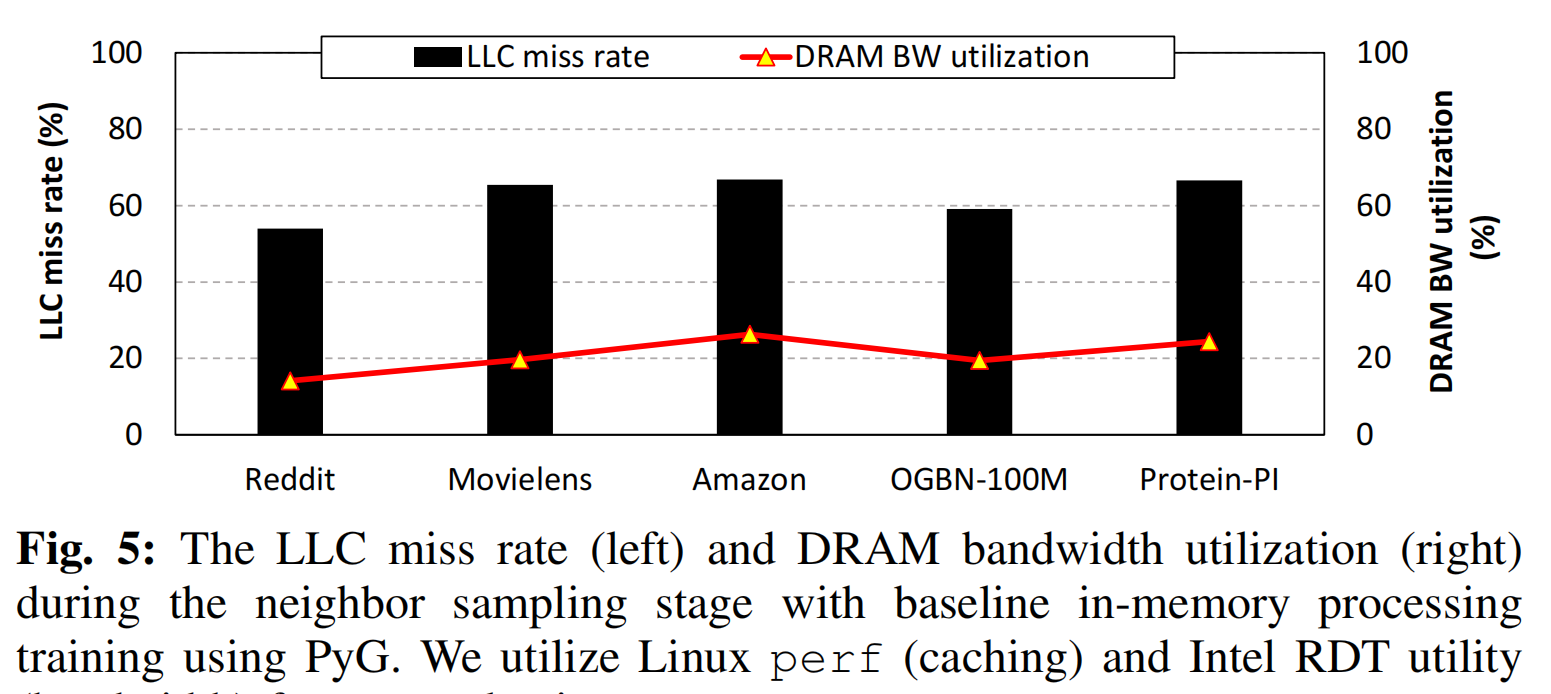 LLC miss rate DRAM BW utilization
100 100
80 80
60 60
40 40
20 20
0 0
LLC miss rate (%)
DRAM BW utilization
(%)
Reddit Movielens Amazon OGBN-100M Protein-PI
Fig. 5: The LLC miss rate (left) and DRAM bandwidth utilization (right)
during the neighbor sampling stage with baseline in-memory processing
training using PyG. We utilize Linux perf (caching) and Intel RDT utility